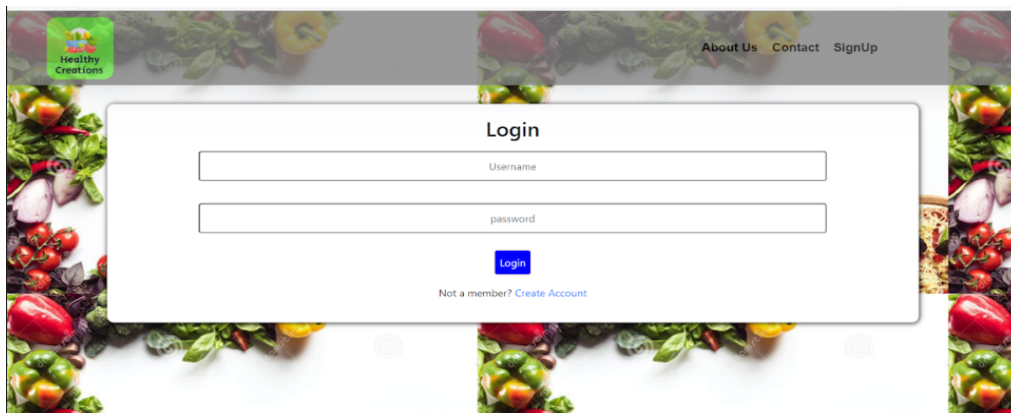 Healthy
Creations
About Us Contact SignUp
Login
Username
password
Login
Not a member? Create Account